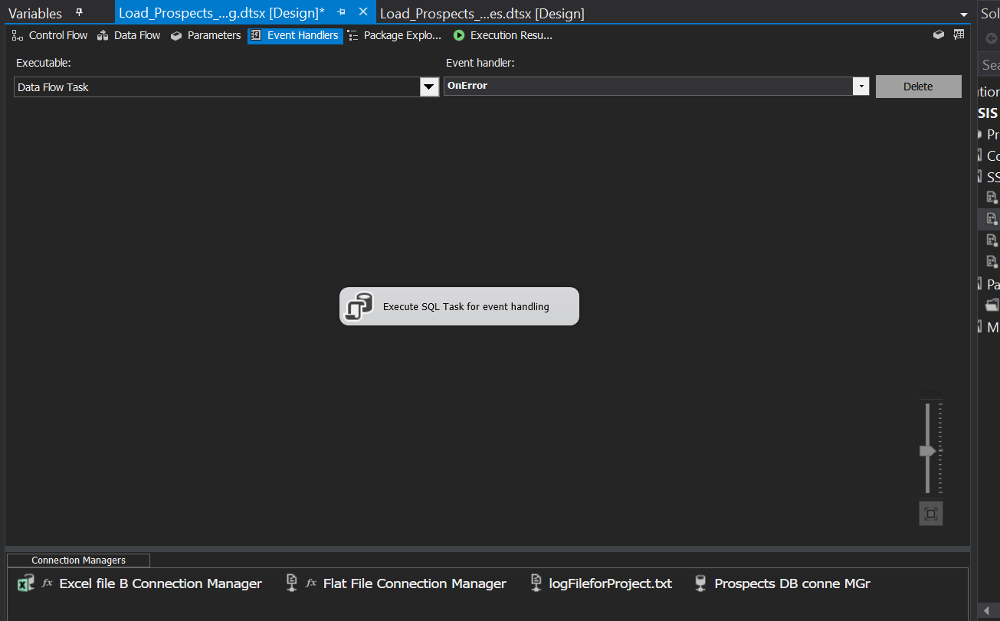 Variables Load_Prospects_...g.dtsx [Design]* Load_Prospects_...es.dtsx [Design] Sol
Control Flow Data Flow Parameters Event Handlers Package Explo... Execution Resu...
Executable: Event handler: Sea
Data Flow Task OnError Delete
ution
SIS
Pr
Co
SS
Pa
M
Execute SQL Task for event handling
100%
Connection Managers
fx Excel file B Connection Manager fx Flat File Connection Manager logFileforProject.txt Prospects DB conne MGr